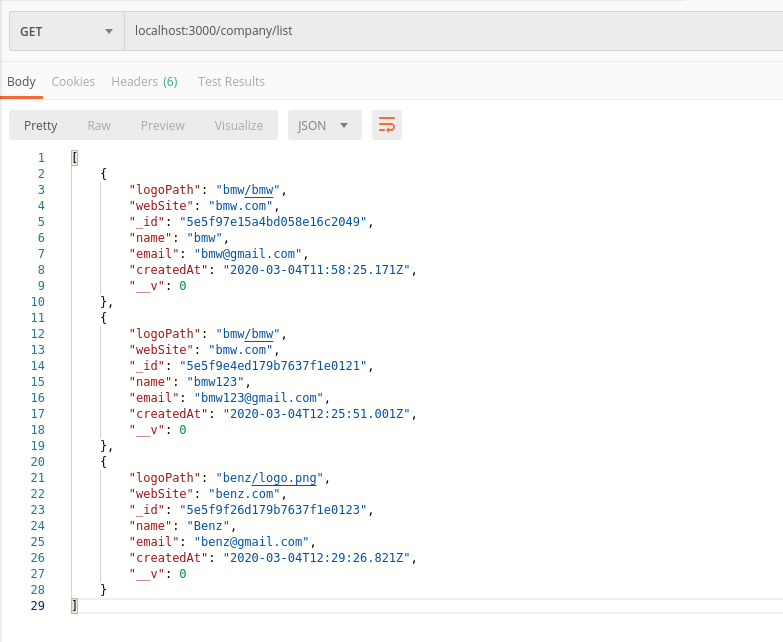 GET localhost:3000/company/list
Body Cookies Headers (6) Test Results
Pretty Raw Preview Visualize JSON
1 [
2 {
3 "logoPath": "bmw/bmw",
4 "webSite": "bmw.com",
5 "_id": "5e5f97e15a4bd058e16c2049",
6 "name": "bmw",
7 "email": "bmw@gmail.com",
8 "createdAt": "2020-03-04T11:58:25.171Z",
9 "__v": 0
10 },
11 {
12 "logoPath": "bmw/bmw",
13 "webSite": "bmw.com",
14 "_id": "5e5f9e4ed179b7637f1e0121",
15 "name": "bmw123",
16 "email": "bmw123@gmail.com",
17 "createdAt": "2020-03-04T12:25:51.001Z",
18 "__v": 0
19 },
20 {
21 "logoPath": "benz/logo.png",
22 "webSite": "benz.com",
23 "_id": "5e5f9f26d179b7637f1e0123",
24 "name": "Benz",
25 "email": "benz@gmail.com",
26 "createdAt": "2020-03-04T12:29:26.821Z",
27 "__v": 0
28 }
29 ]